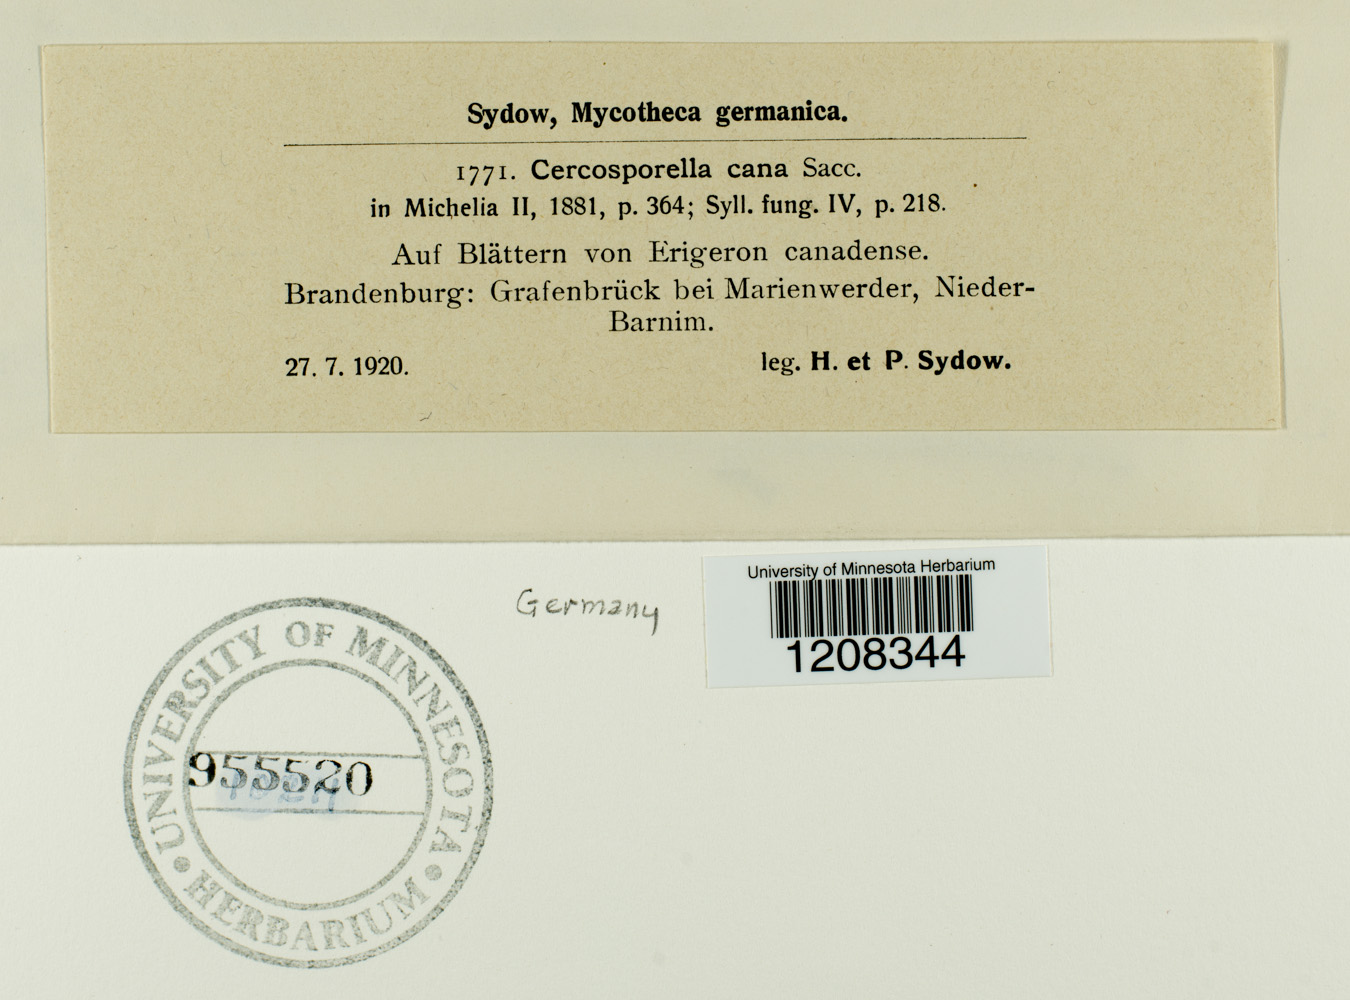 Sydow, Mycotheca germanica.
1771. Cercosporella cana Sacc.
in Michelia II, 1881, p. 364; Syll. fung. IV, p. 218.
Auf Blättern von Erigeron canadense.
Brandenburg: Grafenbrück bei Marienwerder, Nieder-
Barnim.
27. 7. 1920. leg. H. et P. Sydow.
Germany
University of Minnesota Herbarium
1208344
UNIVERSITY OF MINNESOTA
955520
• HERBARIUM •